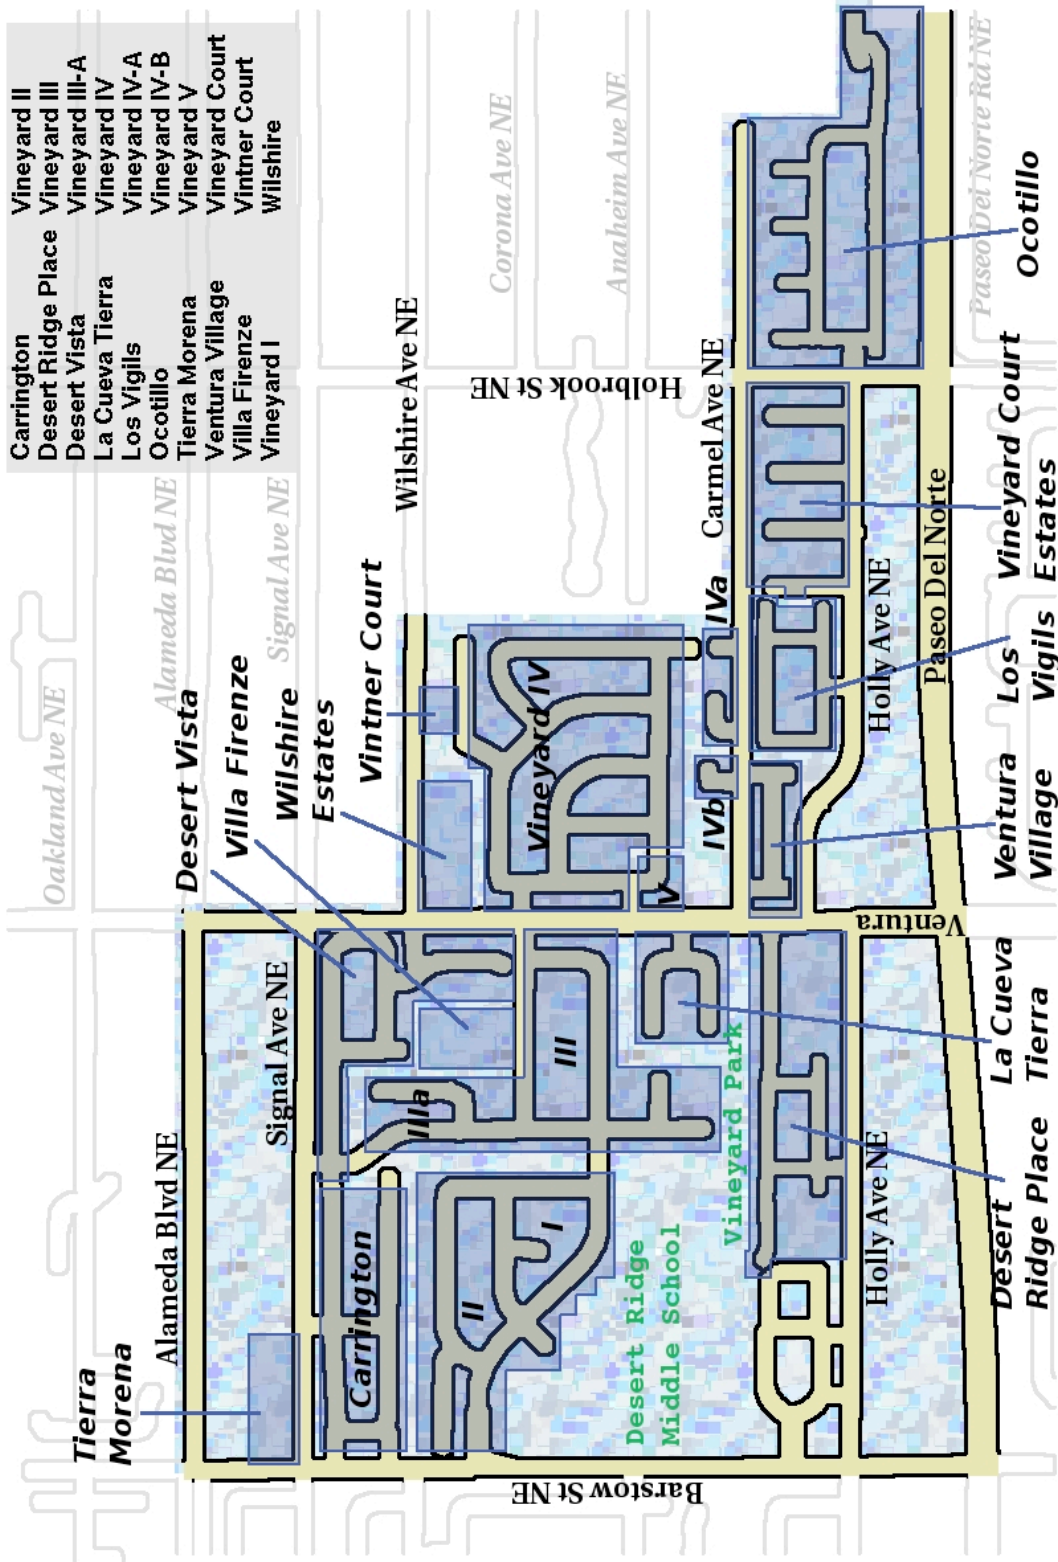 Carrington
Desert Ridge Place
Desert Vista
La Cueva Tierra
Los Vigils
Ocotillo
Tierra Morena
Ventura Village
Villa Firenze
Vineyard I
Vineyard II
Vineyard III
Vineyard III-A
Vineyard IV
Vineyard IV-A
Vineyard IV-B
Vineyard V
Vineyard Court
Vintner Court
Wilshire
Oakland Ave NE
Alameda Blvd NE
Signal Ave NE
Corona Ave NE
Anaheim Ave NE
Paseo Del Norte Rd NE
Tierra
Morena
Alameda Blvd NE
Desert Vista
Villa Firenze
Wilshire
Estates
Vintner Court
Signal Ave NE
Wilshire Ave NE
Holbrook St NE
Carmel Ave NE
Carrington
II
I
IIIa
III
Vineyard IV
V
IVb
IVa
Desert Ridge
Middle School
Vineyard Park
Barstow St NE
Ventura
Holly Ave NE
Holly Ave NE
Paseo Del Norte
Desert
Ridge Place
La Cueva
Tierra
Ventura
Village
Los
Vigils
Vineyard Court
Estates
Ocotillo